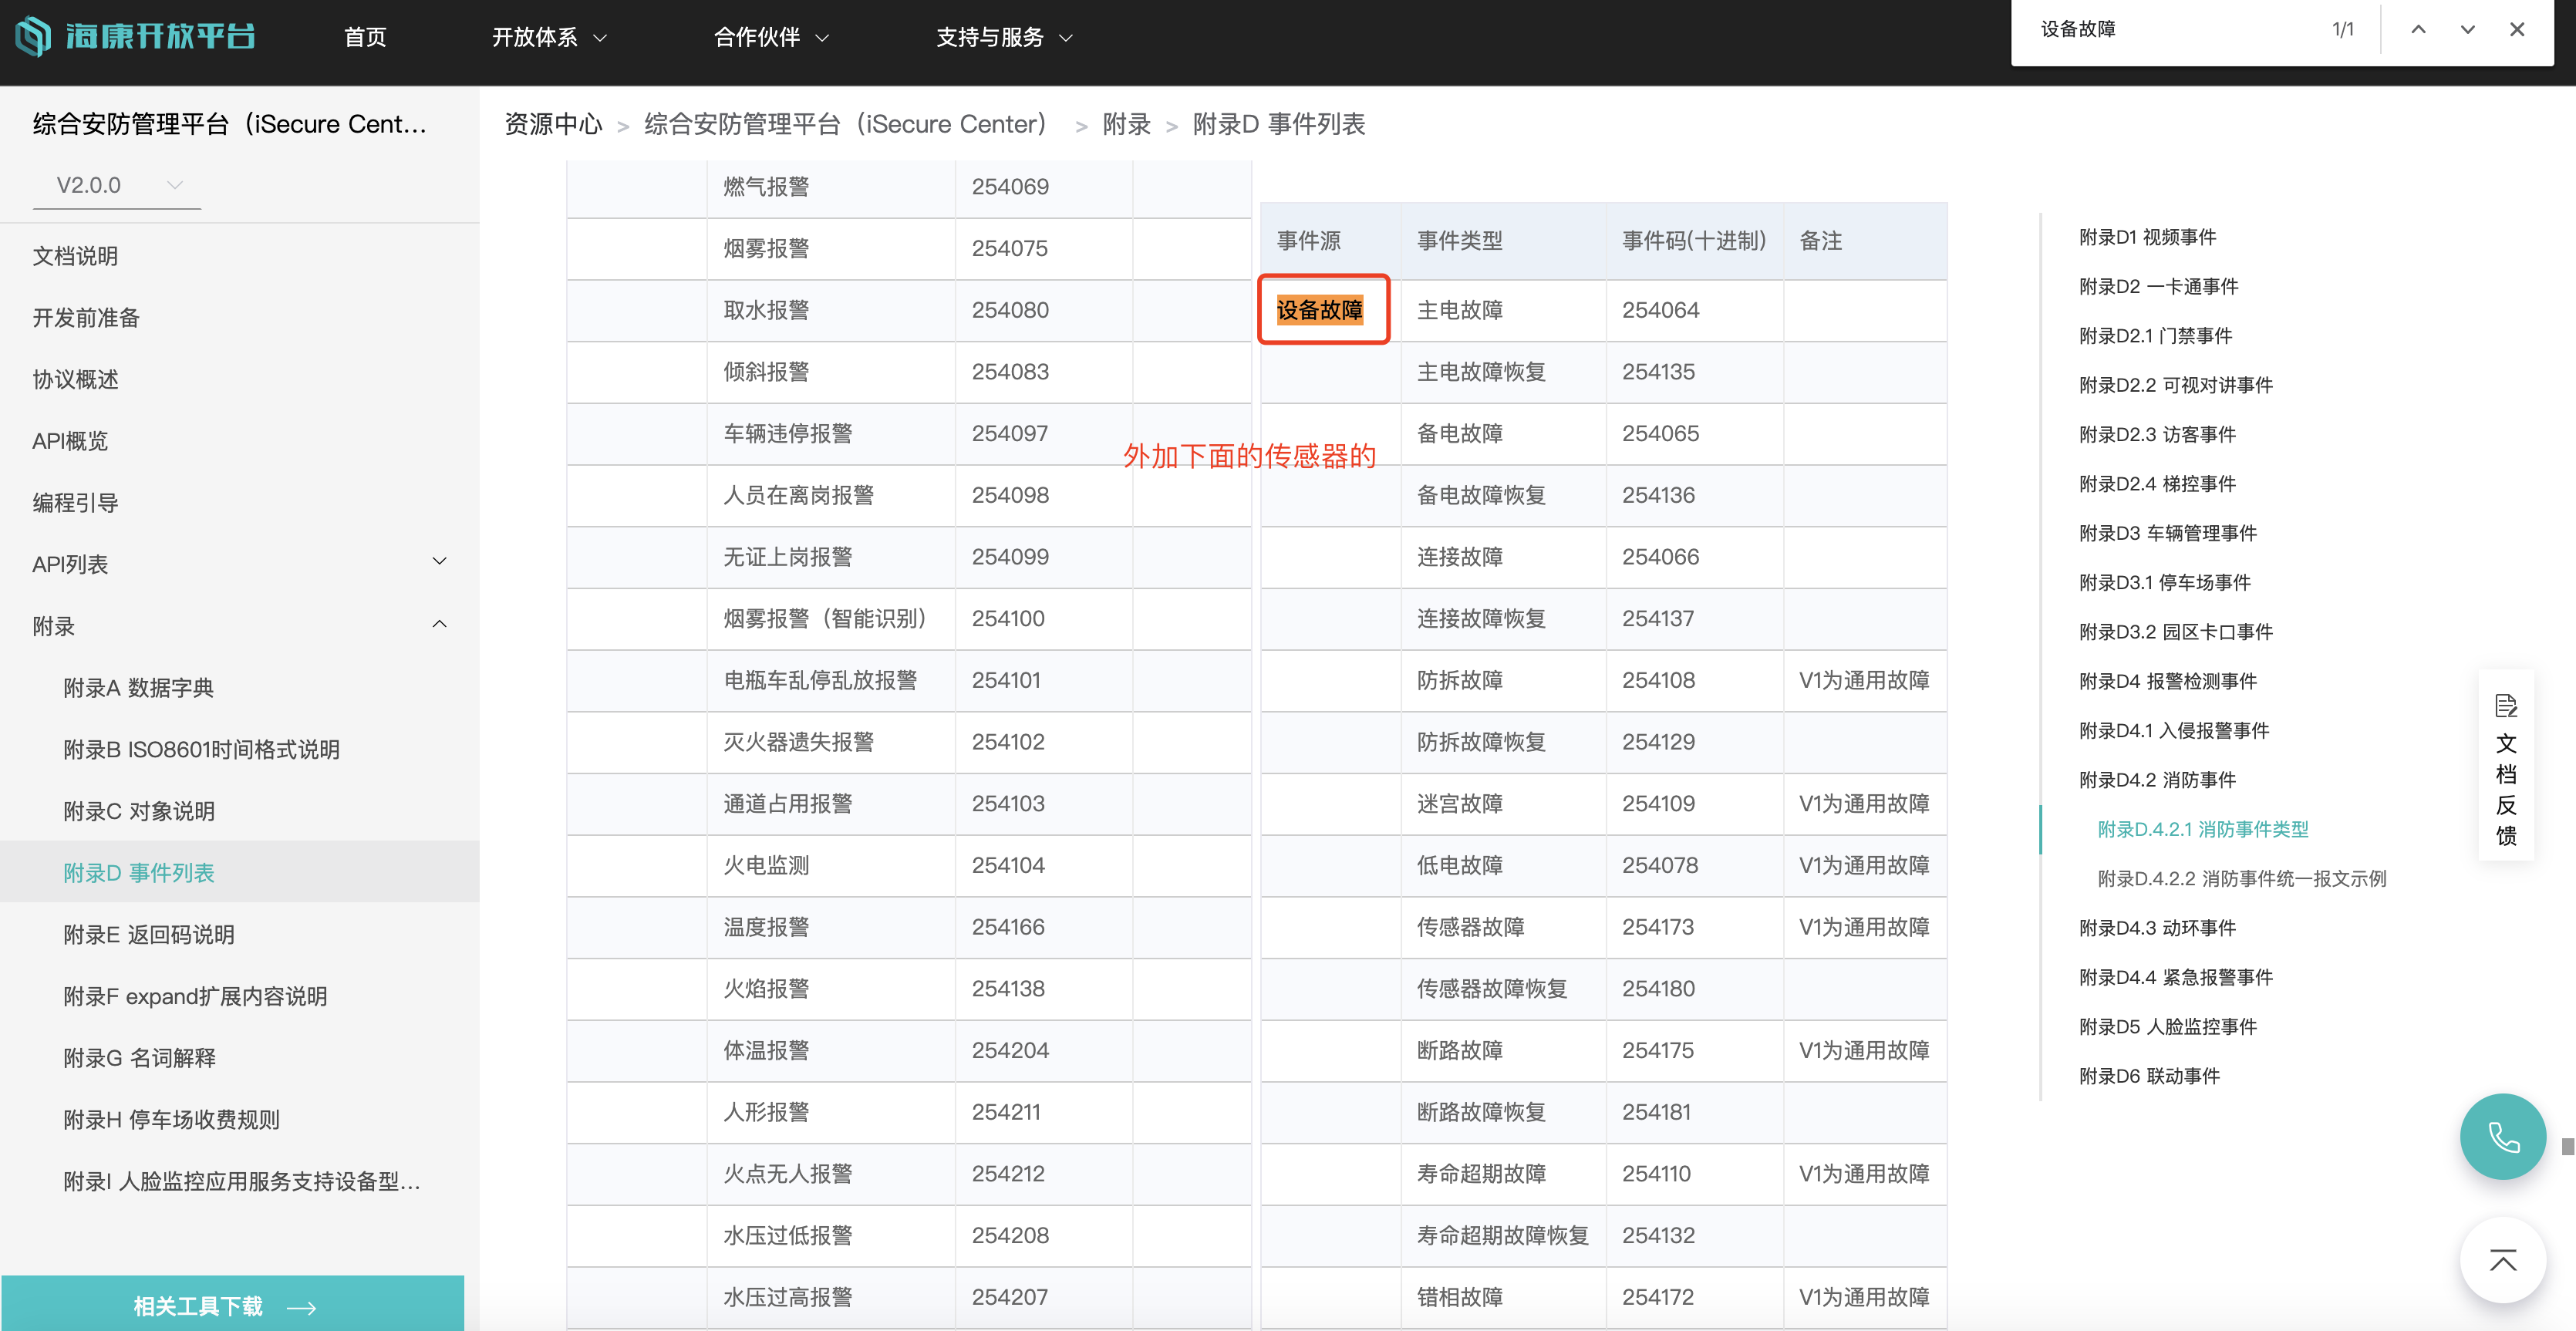 海康开放平台
首页
开放体系
合作伙伴
支持与服务
设备故障
1/1
综合安防管理平台（iSecure Cent...
V2.0.0
文档说明
开发前准备
协议概述
API概览
编程引导
API列表
附录
附录A 数据字典
附录B ISO8601时间格式说明
附录C 对象说明
附录D 事件列表
附录E 返回码说明
附录F expand扩展内容说明
附录G 名词解释
附录H 停车场收费规则
附录I 人脸监控应用服务支持设备型...
相关工具下载
资源中心 > 综合安防管理平台（iSecure Center） > 附录 > 附录D 事件列表
燃气报警 254069
烟雾报警 254075
取水报警 254080
倾斜报警 254083
车辆违停报警 254097
人员在离岗报警 254098
无证上岗报警 254099
烟雾报警（智能识别） 254100
电瓶车乱停乱放报警 254101
灭火器遗失报警 254102
通道占用报警 254103
火电监测 254104
温度报警 254166
火焰报警 254138
体温报警 254204
人形报警 254211
火点无人报警 254212
水压过低报警 254208
水压过高报警 254207
外加下面的传感器的
事件源 事件类型 事件码(十进制) 备注
设备故障 主电故障 254064
主电故障恢复 254135
备电故障 254065
备电故障恢复 254136
连接故障 254066
连接故障恢复 254137
防拆故障 254108 V1为通用故障
防拆故障恢复 254129
迷宫故障 254109 V1为通用故障
低电故障 254078 V1为通用故障
传感器故障 254173 V1为通用故障
传感器故障恢复 254180
断路故障 254175 V1为通用故障
断路故障恢复 254181
寿命超期故障 254110 V1为通用故障
寿命超期故障恢复 254132
错相故障 254172 V1为通用故障
附录D1 视频事件
附录D2 一卡通事件
附录D2.1 门禁事件
附录D2.2 可视对讲事件
附录D2.3 访客事件
附录D2.4 梯控事件
附录D3 车辆管理事件
附录D3.1 停车场事件
附录D3.2 园区卡口事件
附录D4 报警检测事件
附录D4.1 入侵报警事件
附录D4.2 消防事件
附录D.4.2.1 消防事件类型
附录D.4.2.2 消防事件统一报文示例
附录D4.3 动环事件
附录D4.4 紧急报警事件
附录D5 人脸监控事件
附录D6 联动事件
文
档
反
馈